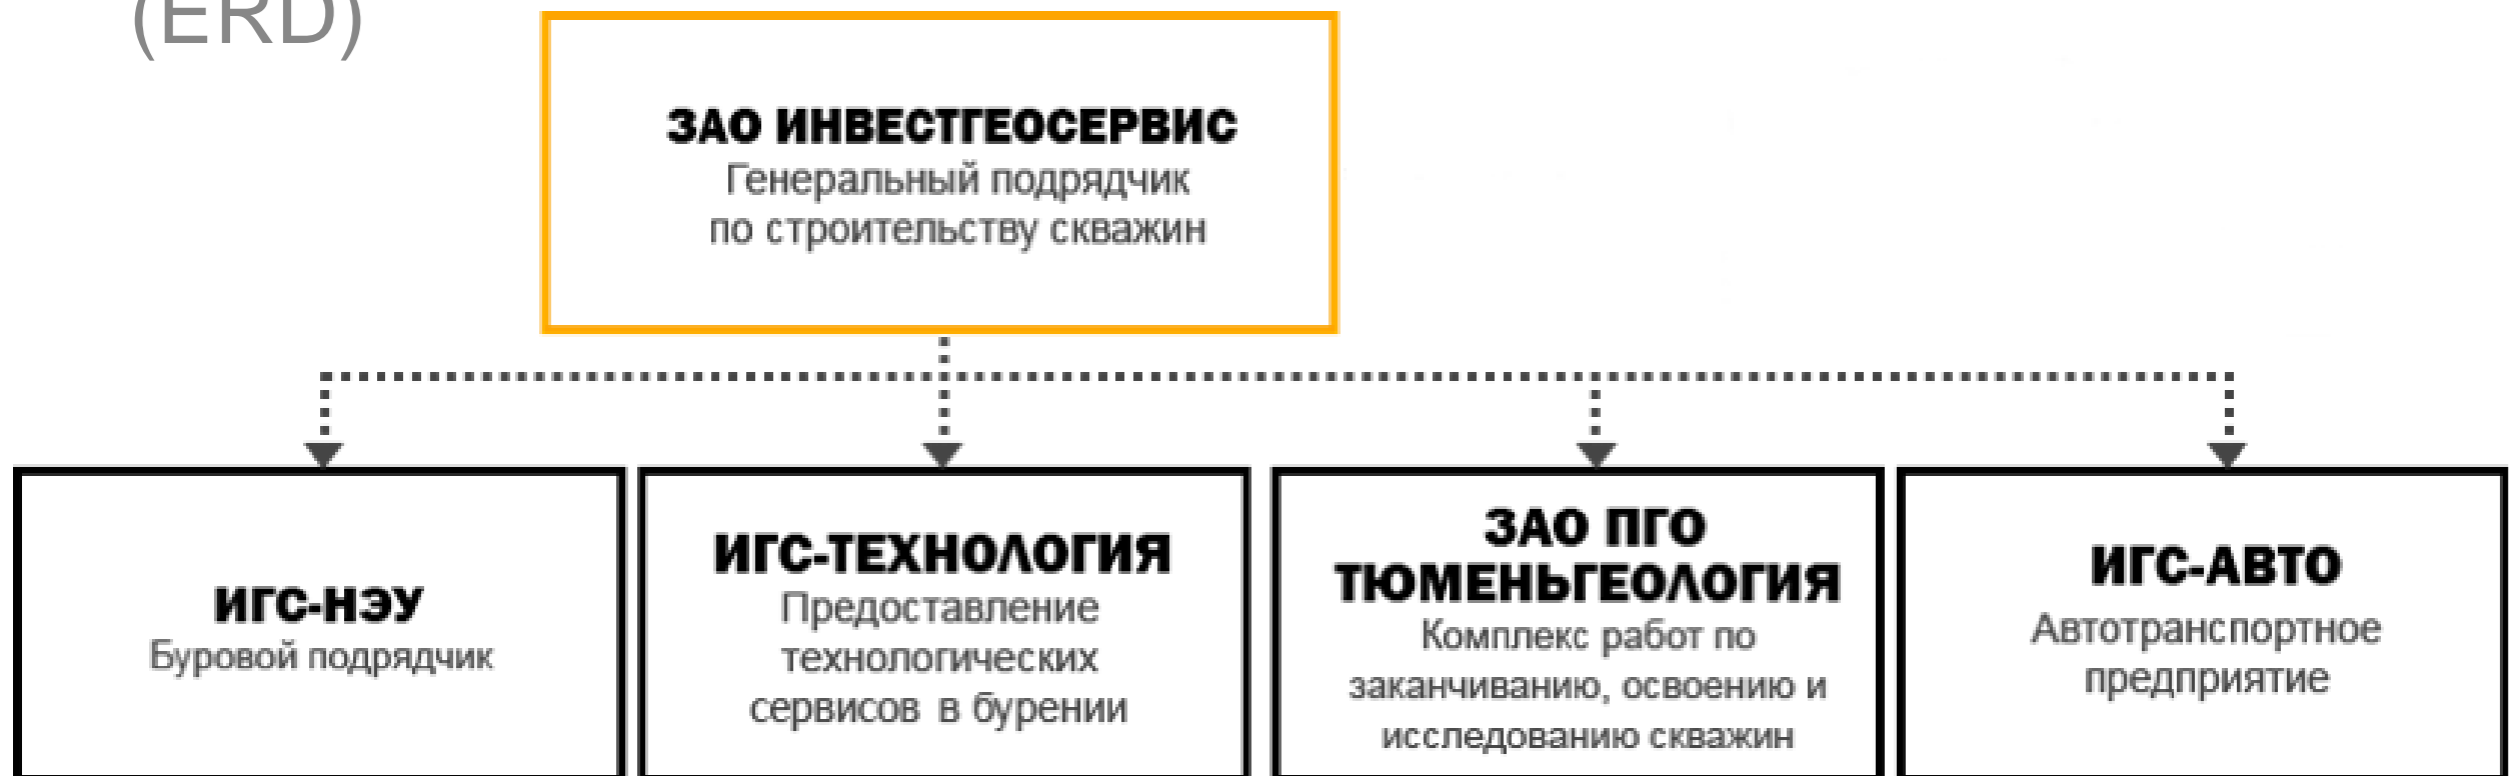 (ERD)
ЗАО ИНВЕСТГЕОСЕРВИС
Генеральный подрядчик
по строительству скважин
ИГС-НЭУ
Буровой подрядчик
ИГС-ТЕХНОЛОГИЯ
Предоставление
технологических
сервисов в бурении
ЗАО ПГО
ТЮМЕНЬГЕОЛОГИЯ
Комплекс работ по
заканчиванию, освоению и
исследованию скважин
ИГС-АВТО
Автотранспортное
предприятие